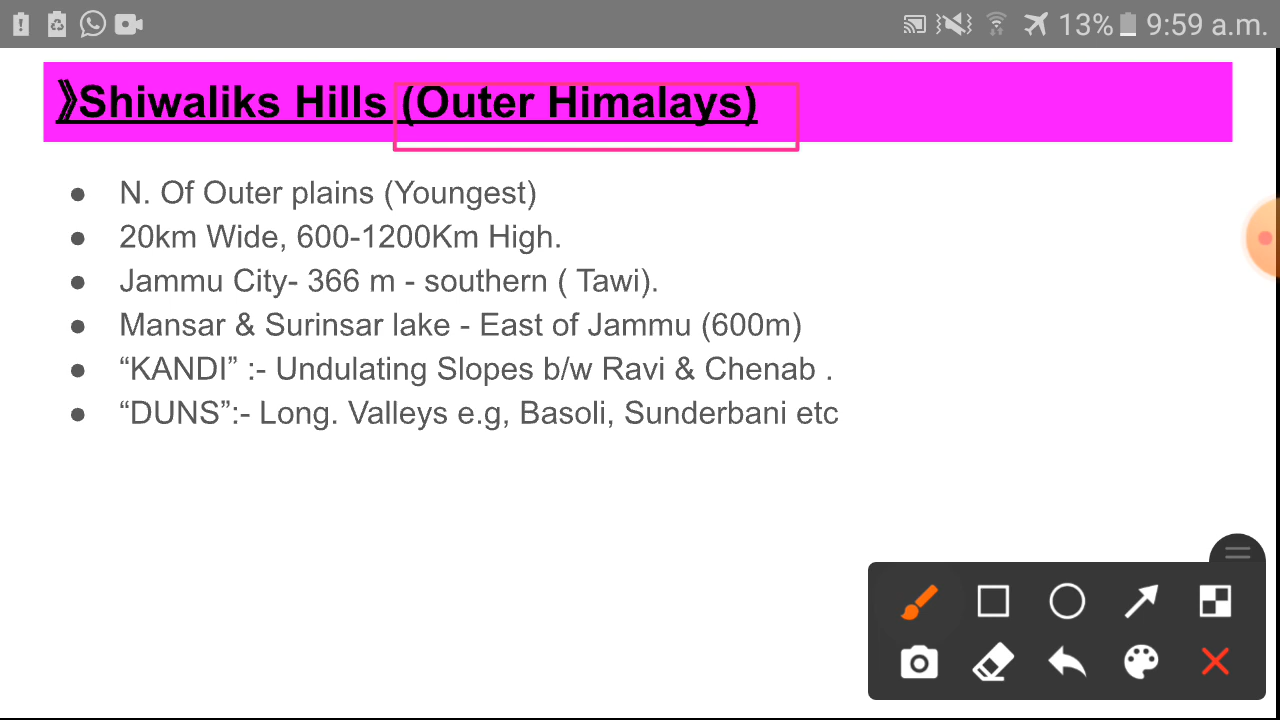 13% 9:59 a.m.
》Shiwaliks Hills (Outer Himalays)
● N. Of Outer plains (Youngest)
● 20km Wide, 600-1200Km High.
● Jammu City- 366 m - southern ( Tawi).
● Mansar & Surinsar lake - East of Jammu (600m)
● “KANDI” :- Undulating Slopes b/w Ravi & Chenab .
● “DUNS”:- Long. Valleys e.g, Basoli, Sunderbani etc